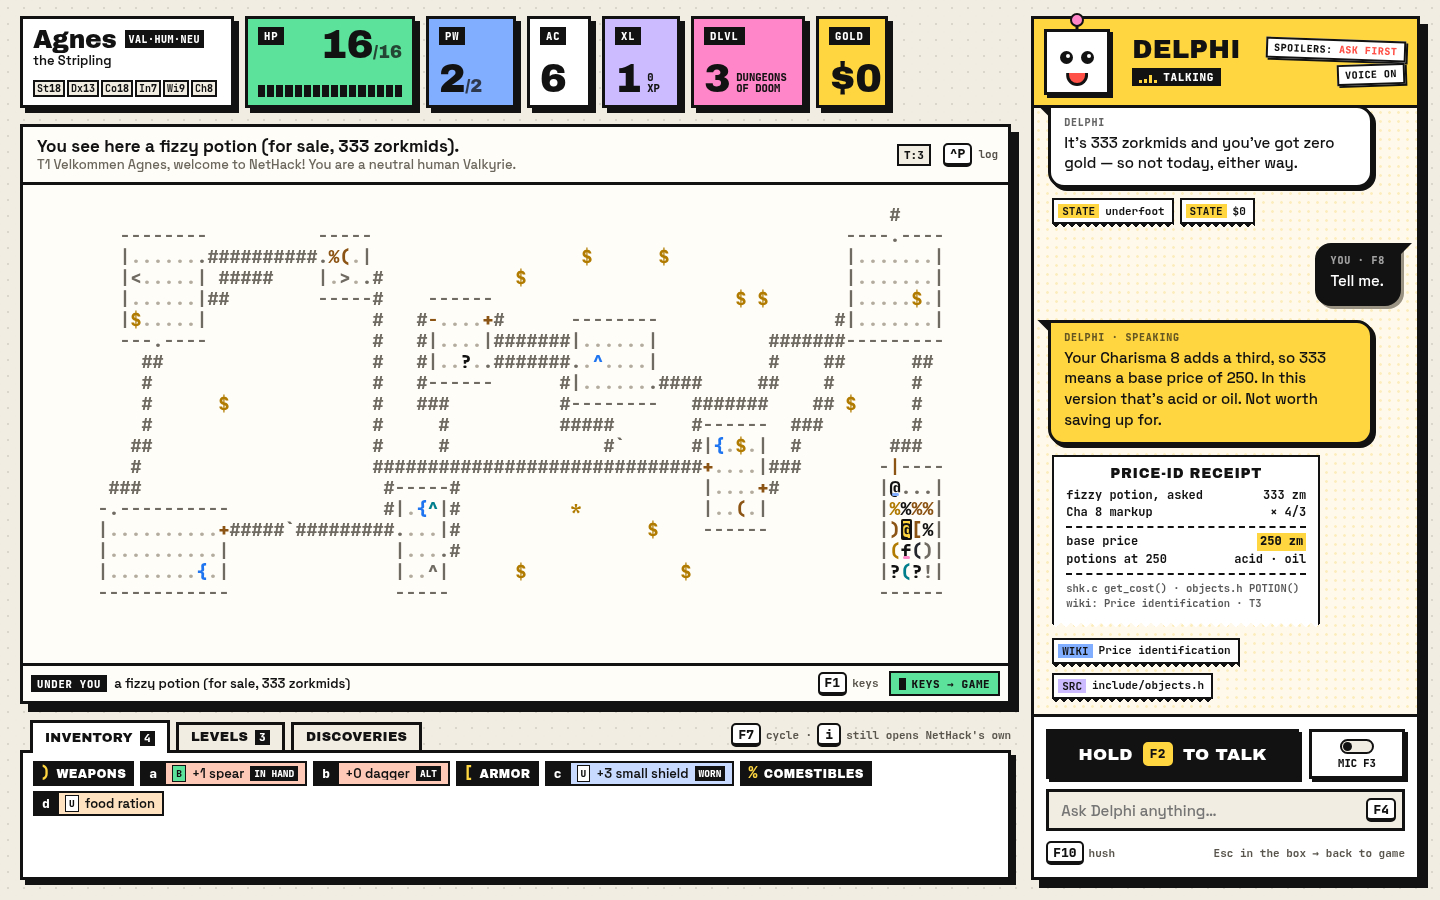 Agnes VAL·HUM·NEU
the Stripling
St18 Dx13 Co18 In7 Wi9 Ch8
HP 16/16
PW 2/2
AC 6
XL 1 0 XP
DLVL 3 DUNGEONS OF DOOM
GOLD $0
You see here a fizzy potion (for sale, 333 zorkmids).
T1 Velkommen Agnes, welcome to NetHack! You are a neutral human Valkyrie.
T:3 ^P log
UNDER YOU a fizzy potion (for sale, 333 zorkmids)
F1 keys KEYS → GAME
INVENTORY 4 LEVELS 3 DISCOVERIES
F7 cycle · i still opens NetHack's own
) WEAPONS a B +1 spear IN HAND b +0 dagger ALT [ ARMOR c U +3 small shield WORN % COMESTIBLES
d U food ration
DELPHI
TALKING
SPOILERS: ASK FIRST
VOICE ON
DELPHI
It's 333 zorkmids and you've got zero
gold — so not today, either way.
STATE underfoot STATE $0
YOU · F8
Tell me.
DELPHI · SPEAKING
Your Charisma 8 adds a third, so 333
means a base price of 250. In this
version that's acid or oil. Not worth
saving up for.
PRICE-ID RECEIPT
fizzy potion, asked 333 zm
Cha 8 markup × 4/3
base price 250 zm
potions at 250 acid · oil
shk.c get_cost() · objects.h POTION()
wiki: Price identification · T3
WIKI Price identification
SRC include/objects.h
HOLD F2 TO TALK
MIC F3
Ask Delphi anything… F4
F10 hush Esc in the box → back to game